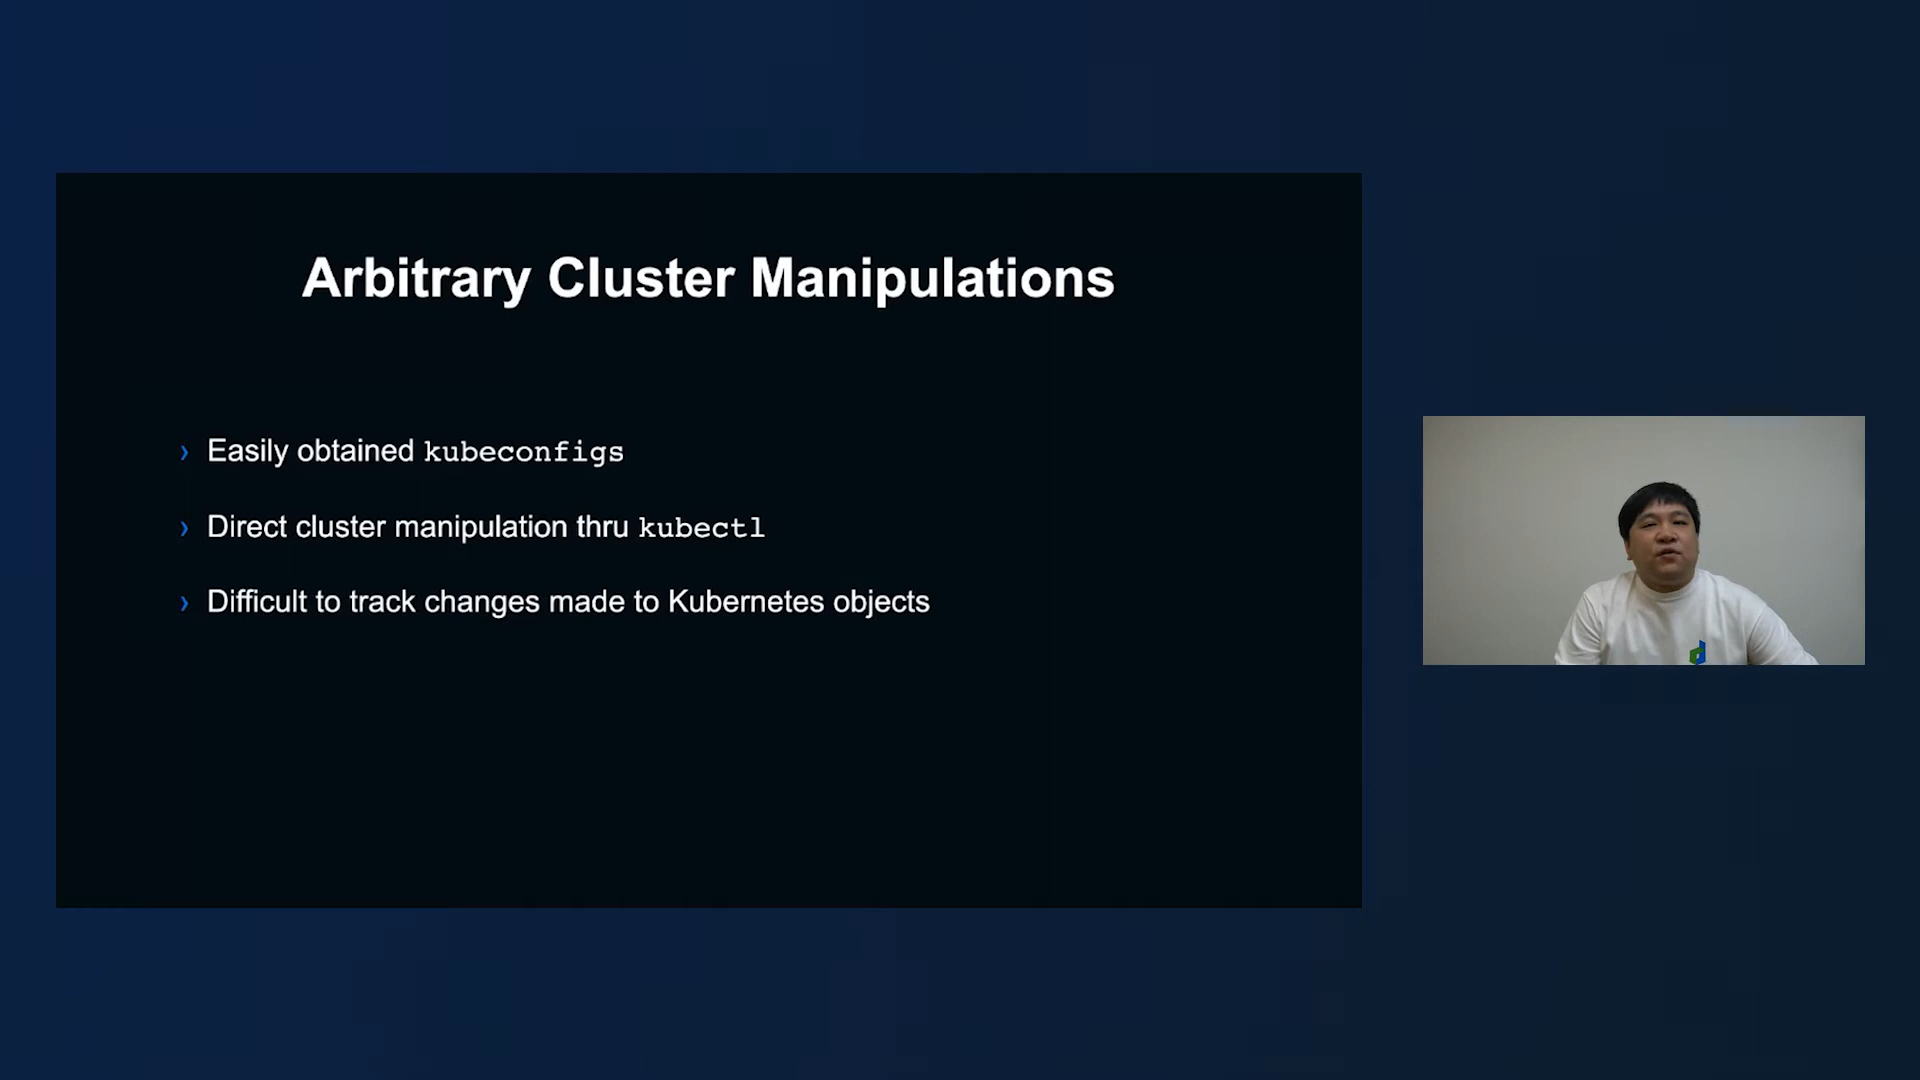 Arbitrary Cluster Manipulations
› Easily obtained kubeconfigs
› Direct cluster manipulation thru kubectl
› Difficult to track changes made to Kubernetes objects